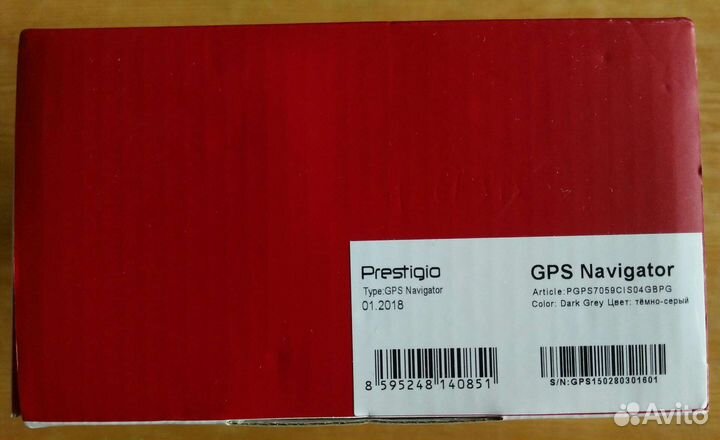 Prestigio
Type:GPS Navigator
01.2018
8 595248 140851
GPS Navigator
Article:PGPS7059CIS04GBPG
Color: Dark Grey Цвет: тёмно-серый
S/N:GPS150280301601
Avito